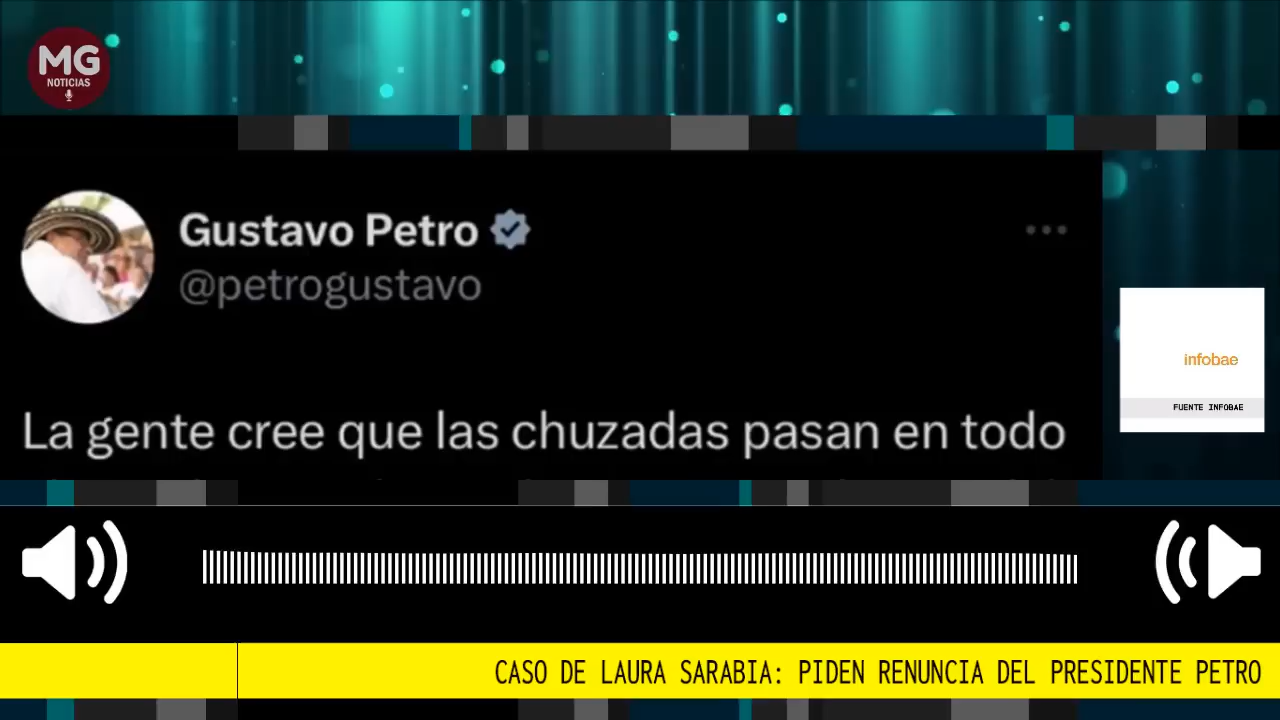 MG
NOTICIAS
Gustavo Petro
@petrogustavo
La gente cree que las chuzadas pasan en todo
infobae
FUENTE INFOBAE
CASO DE LAURA SARABIA: PIDEN RENUNCIA DEL PRESIDENTE PETRO